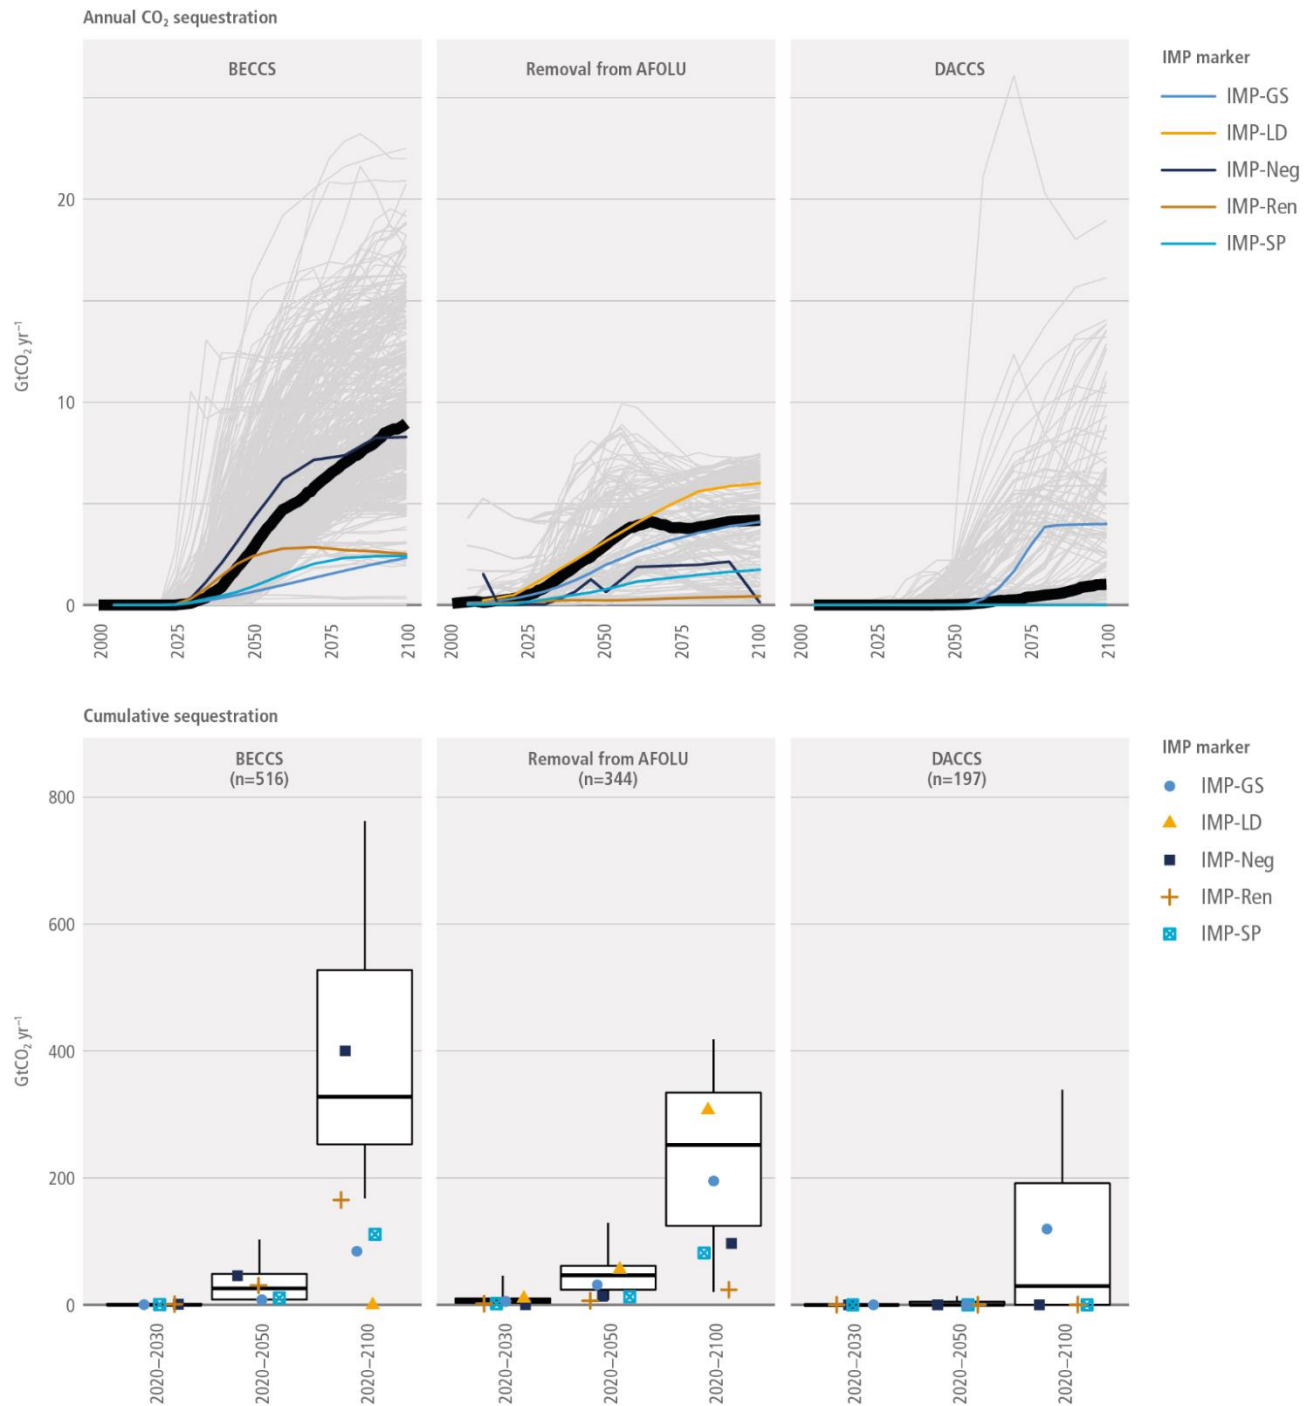 Annual CO₂ sequestration
BECCS
Removal from AFOLU
DACCS
IMP marker
IMP-GS
IMP-LD
IMP-Neg
IMP-Ren
IMP-SP
GtCO₂ yr⁻¹
20
10
0
2000
2025
2050
2075
2100
2000
2025
2050
2075
2100
2000
2025
2050
2075
2100
Cumulative sequestration
BECCS
(n=516)
Removal from AFOLU
(n=344)
DACCS
(n=197)
IMP marker
IMP-GS
IMP-LD
IMP-Neg
IMP-Ren
IMP-SP
GtCO₂ yr⁻¹
800
600
400
200
0
2020–2030
2020–2050
2020–2100
2020–2030
2020–2050
2020–2100
2020–2030
2020–2050
2020–2100